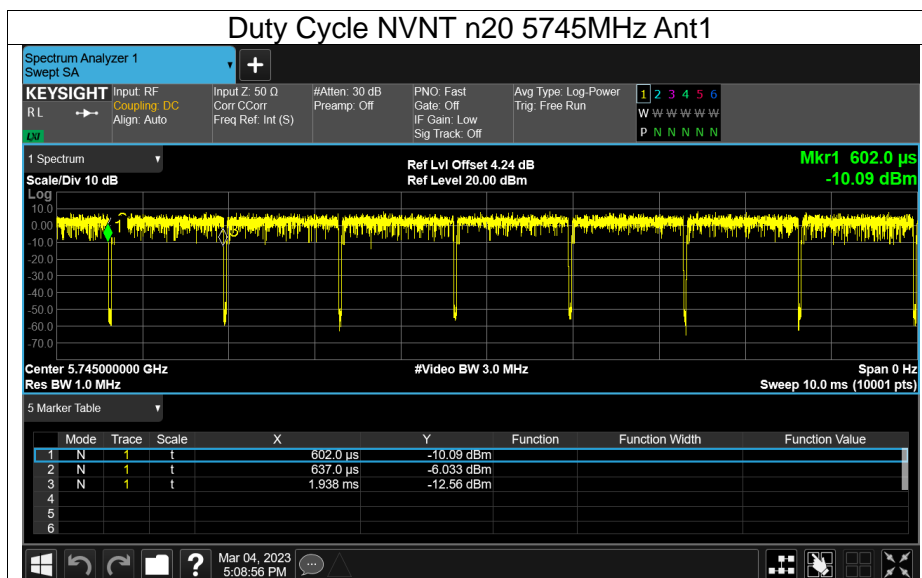 Duty Cycle NVNT n20 5745MHz Ant1
Spectrum Analyzer 1
Swept SA
+
KEYSIGHT Input: RF Input Z: 50 Ω #Atten: 30 dB PNO: Fast Avg Type: Log-Power 1 2 3 4 5 6
RL Coupling: DC Corr CCorr Preamp: Off Gate: Off Trig: Free Run W W W W W W
Align: Auto Freq Ref: Int (S) IF Gain: Low
LXI Sig Track: Off P N N N N N
1 Spectrum Ref Lvl Offset 4.24 dB Mkr1 602.0 µs
Scale/Div 10 dB Ref Level 20.00 dBm -10.09 dBm
Log
10.0
0.00 1
-10.0 3
-20.0
-30.0
-40.0
-50.0
-60.0
-70.0
Center 5.745000000 GHz #Video BW 3.0 MHz Span 0 Hz
Res BW 1.0 MHz Sweep 10.0 ms (10001 pts)
5 Marker Table
Mode Trace Scale X Y Function Function Width Function Value
1 N 1 t 602.0 µs -10.09 dBm
2 N 1 t 637.0 µs -6.033 dBm
3 N 1 t 1.938 ms -12.56 dBm
4
5
6
? Mar 04, 2023
5:08:56 PM